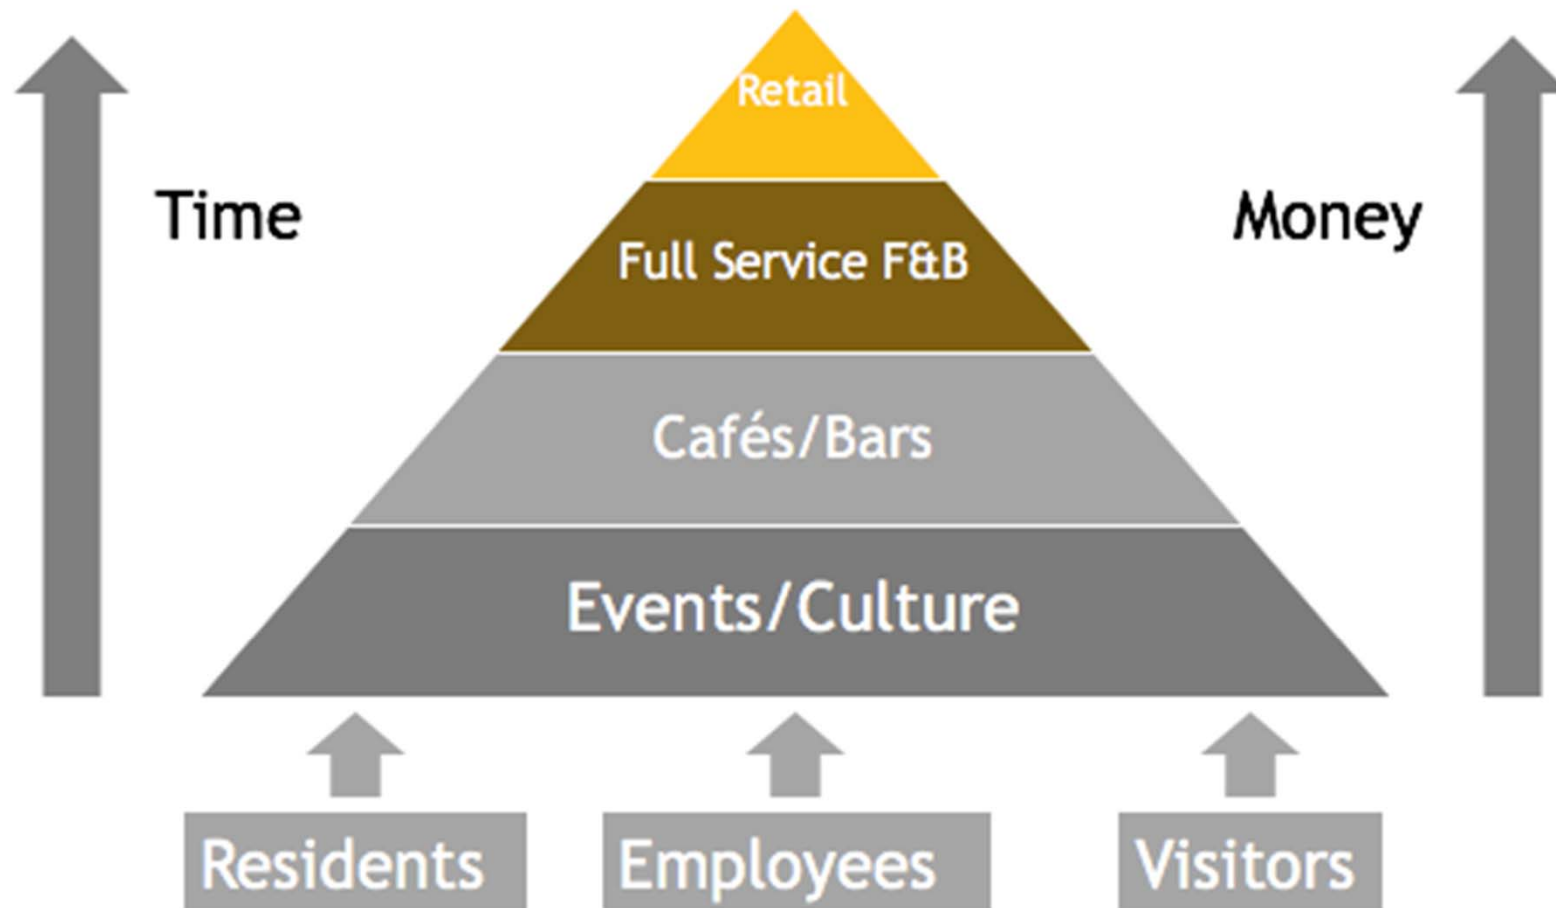 Retail
Time
Money
Full Service F&B
Cafés/Bars
Events/Culture
Residents
Employees
Visitors